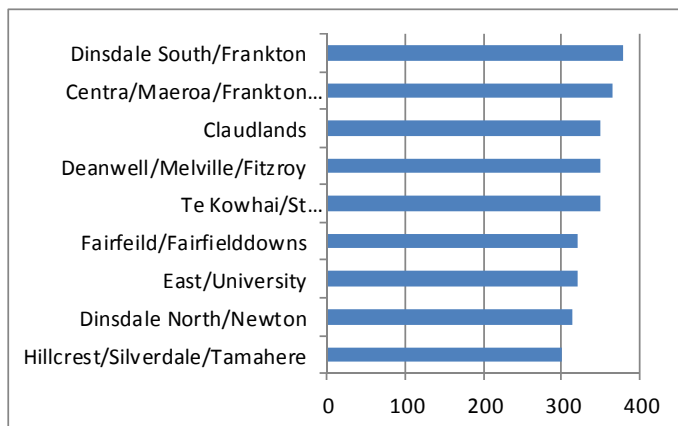 Dinsdale South/Frankton
Centra/Maeroa/Frankton…
Claudlands
Deanwell/Melville/Fitzroy
Te Kowhai/St…
Fairfeild/Fairfielddowns
East/University
Dinsdale North/Newton
Hillcrest/Silverdale/Tamahere
0 100 200 300 400